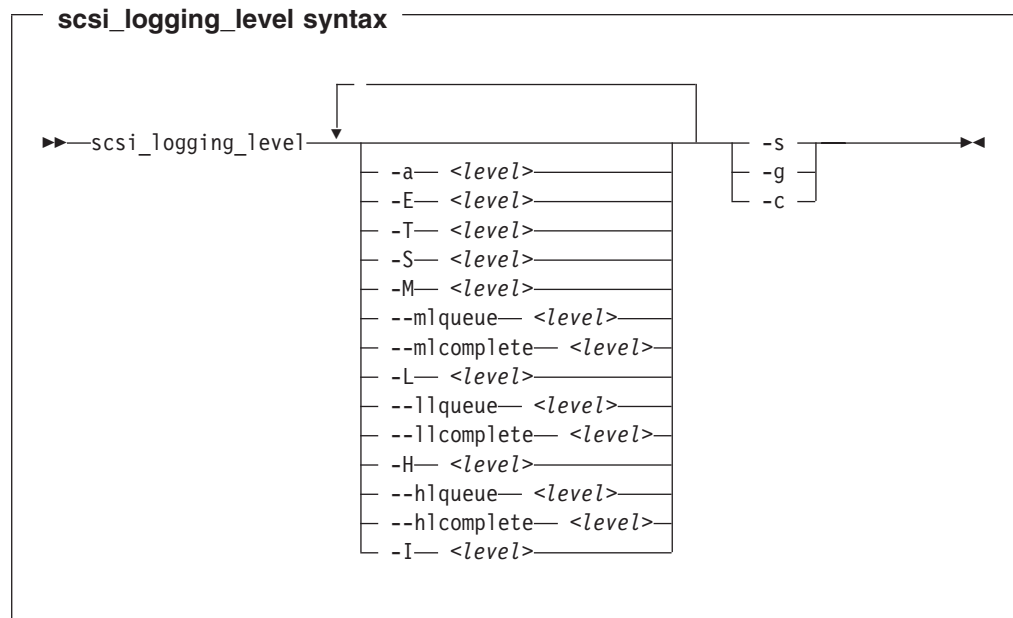 scsi_logging_level syntax
scsi_logging_level -s
-a <level> -g
-E <level> -c
-T <level>
-S <level>
-M <level>
--mlqueue <level>
--mlcomplete <level>
-L <level>
--llqueue <level>
--llcomplete <level>
-H <level>
--hlqueue <level>
--hlcomplete <level>
-I <level>